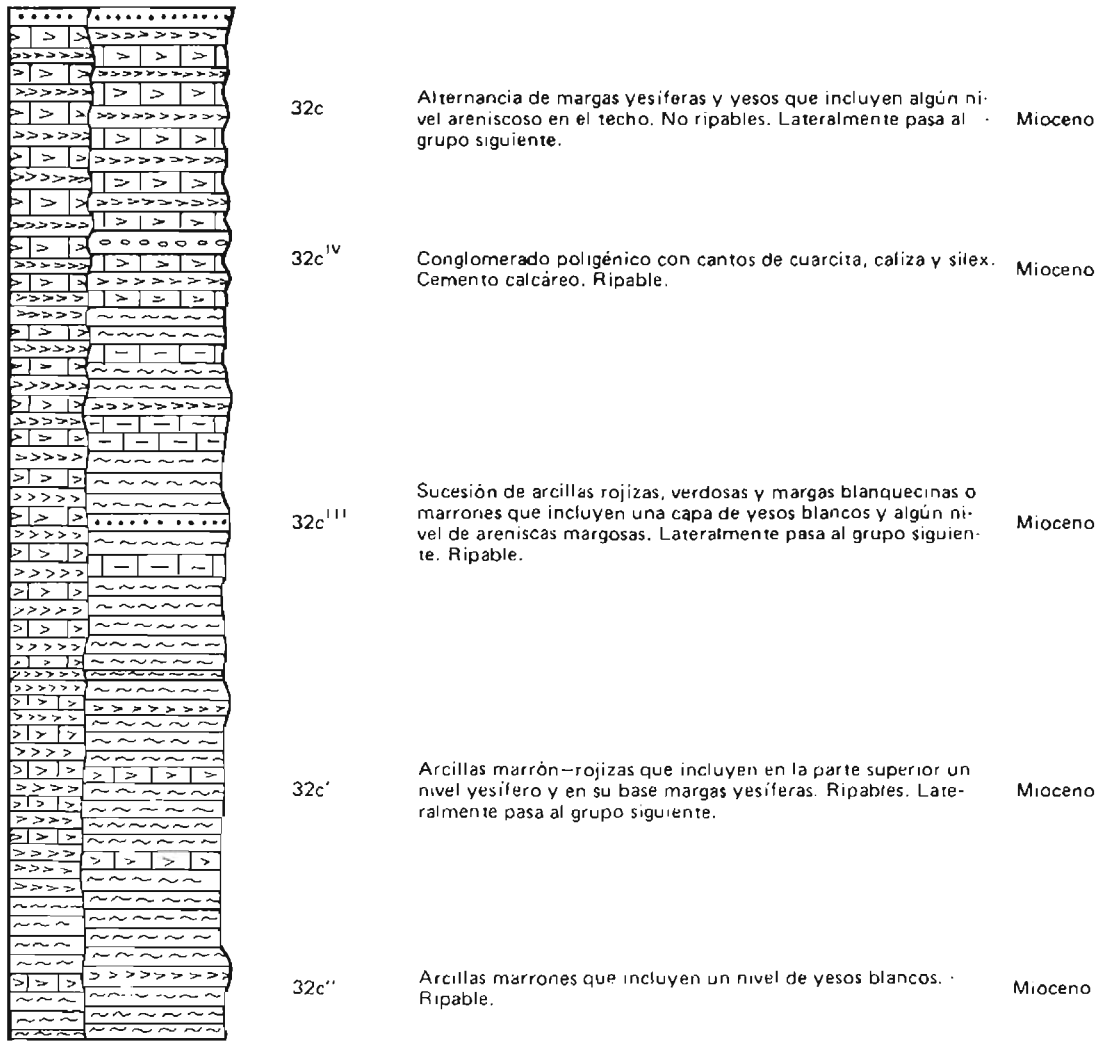 32c
Alternancia de margas yesíferas y yesos que incluyen algún ni-
vel areniscoso en el techo. No ripables. Lateralmente pasa al
grupo siguiente.
Mioceno
32c^IV
Conglomerado poligénico con cantos de cuarcita, caliza y silex.
Cemento calcáreo. Ripable.
Mioceno
32c^III
Sucesión de arcillas rojizas, verdosas y margas blanquecinas o
marrones que incluyen una capa de yesos blancos y algún ni-
vel de areniscas margosas. Lateralmente pasa al grupo siguien-
te. Ripable.
Mioceno
32c'
Arcillas marrón—rojizas que incluyen en la parte superior un
nivel yesífero y en su base margas yesíferas. Ripables. Late-
ralmente pasa al grupo siguiente.
Mioceno
32c''
Arcillas marrones que incluyen un nivel de yesos blancos.
Ripable.
Mioceno